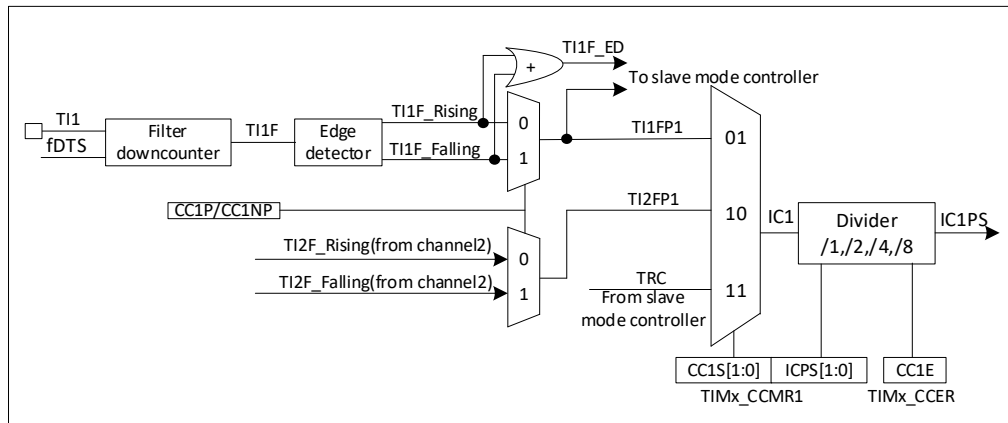 TI1F_ED
To slave mode controller
TI1
fDTS
Filter
downcounter
TI1F
Edge
detector
TI1F_Rising
TI1F_Falling
+
0
1
TI1FP1
01
CC1P/CC1NP
TI2FP1
10
IC1
Divider
/1,/2,/4,/8
IC1PS
TI2F_Rising(from channel2)
TI2F_Falling(from channel2)
0
1
TRC
From slave
mode controller
11
CC1S[1:0]
ICPS[1:0]
CC1E
TIMx_CCMR1
TIMx_CCER